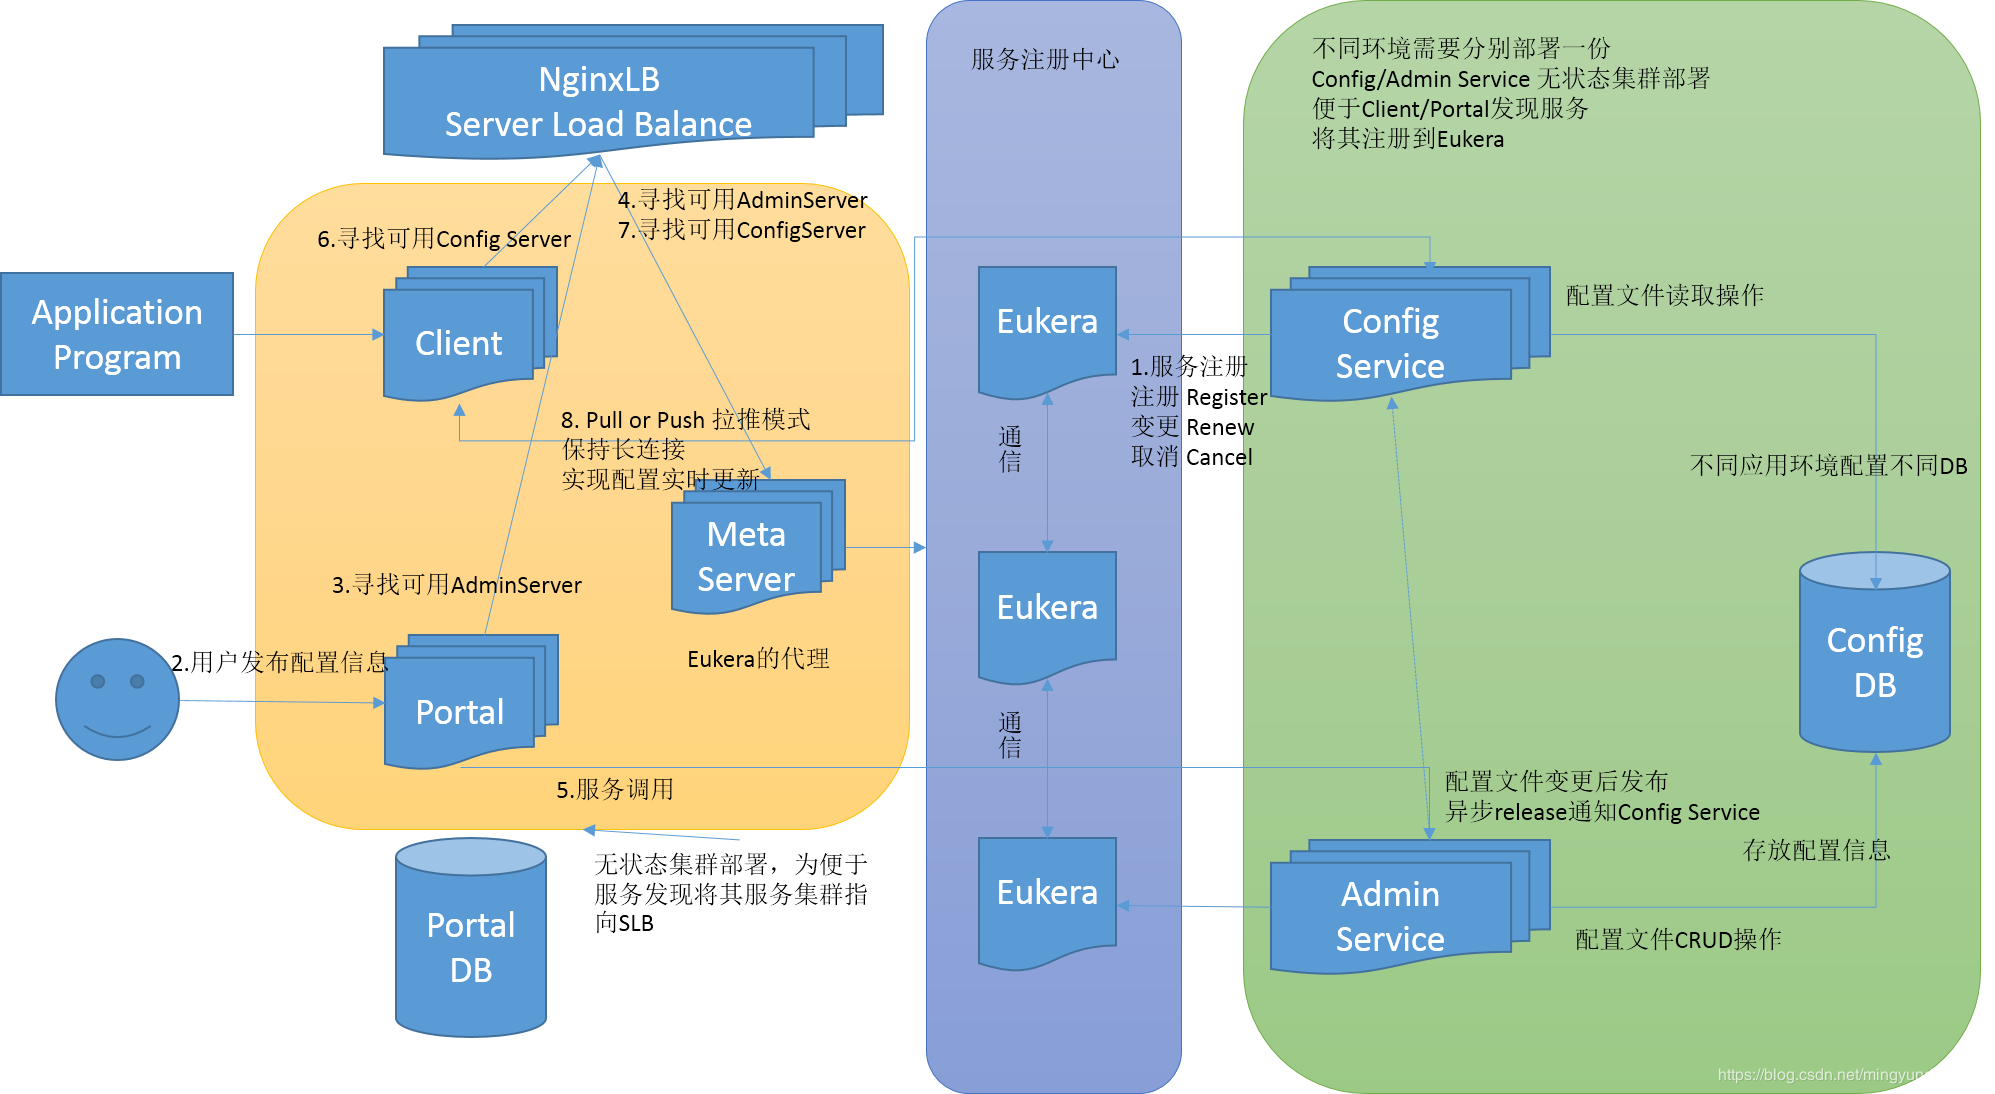 NginxLB
Server Load Balance
服务注册中心
不同环境需要分别部署一份
Config/Admin Service 无状态集群部署
便于Client/Portal发现服务
将其注册到Eukera
4.寻找可用AdminServer
7.寻找可用ConfigServer
6.寻找可用Config Server
Application
Program
Client
Eukera
Config
Service
配置文件读取操作
1.服务注册
注册 Register
变更 Renew
取消 Cancel
8. Pull or Push 拉推模式
保持长连接
实现配置实时更新
通信
不同应用环境配置不同DB
Meta
Server
3.寻找可用AdminServer
Eukera
Eukera的代理
2.用户发布配置信息
Portal
Config
DB
通信
5.服务调用
配置文件变更后发布
异步release通知Config Service
存放配置信息
无状态集群部署，为便于
服务发现将其服务集群指
向SLB
Portal
DB
Eukera
Admin
Service
配置文件CRUD操作